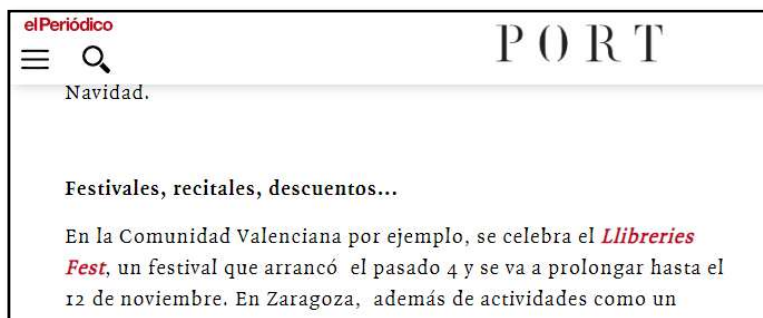 elPeriódico
PORT
Navidad.
Festivales, recitales, descuentos...
En la Comunidad Valenciana por ejemplo, se celebra el Llibreries
Fest, un festival que arrancó el pasado 4 y se va a prolongar hasta el
12 de noviembre. En Zaragoza, además de actividades como un